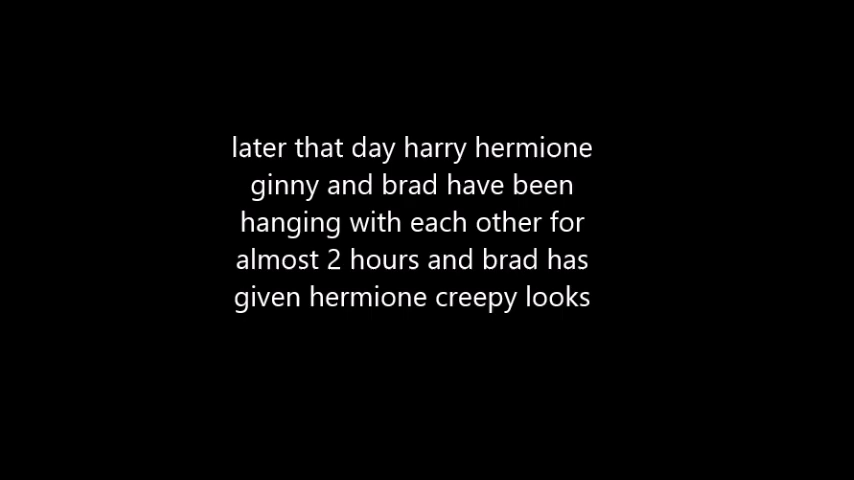 later that day harry hermione
ginny and brad have been
hanging with each other for
almost 2 hours and brad has
given hermione creepy looks